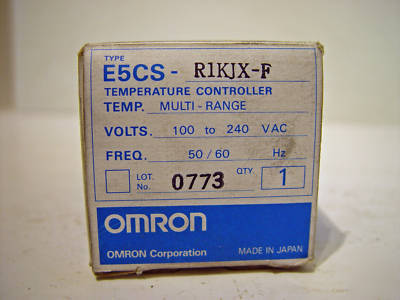 TYPE
E5CS - R1KJX-F
TEMPERATURE CONTROLLER
TEMP. MULTI-RANGE
VOLTS. 100 to 240 VAC
FREQ. 50/60 Hz
LOT. No. 0773 QTY. 1
OMRON
OMRON Corporation MADE IN JAPAN